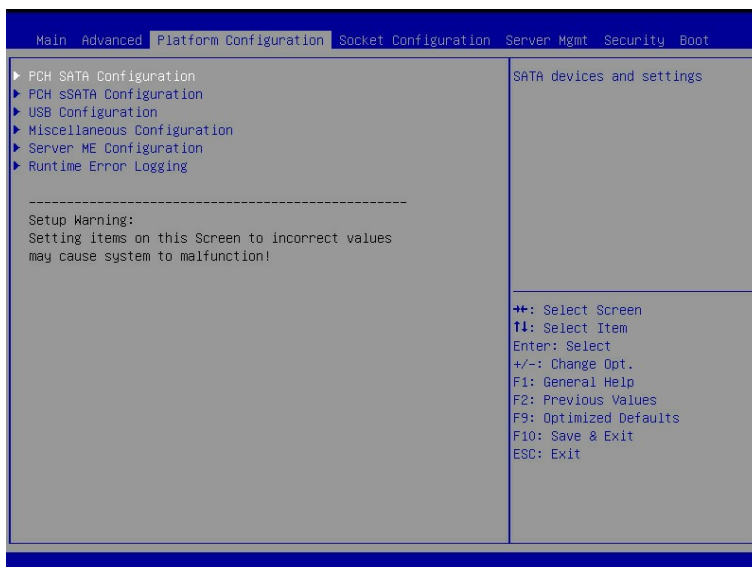 Main Advanced Platform Configuration Socket Configuration Server Mgmt Security Boot
▶ PCH SATA Configuration
▶ PCH sSATA Configuration
▶ USB Configuration
▶ Miscellaneous Configuration
▶ Server ME Configuration
▶ Runtime Error Logging
--------------------------------------------------
Setup Warning:
Setting items on this Screen to incorrect values
may cause system to malfunction!
SATA devices and settings
→←: Select Screen
↑↓: Select Item
Enter: Select
+/-: Change Opt.
F1: General Help
F2: Previous Values
F9: Optimized Defaults
F10: Save & Exit
ESC: Exit